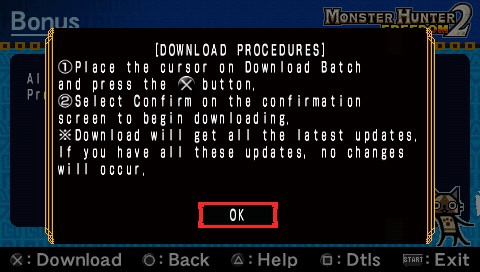 Bonus
MONSTER HUNTER
FREEDOM 2
[DOWNLOAD PROCEDURES]
①Place the cursor on Download Batch
and press the ⓧ button.
②Select Confirm on the confirmation
screen to begin downloading.
※Download will get all the latest updates.
If you have all these updates, no changes
will occur.
OK
Al
Pr
ⓧ:Download ○:Back △:Help □:Dtls START:Exit